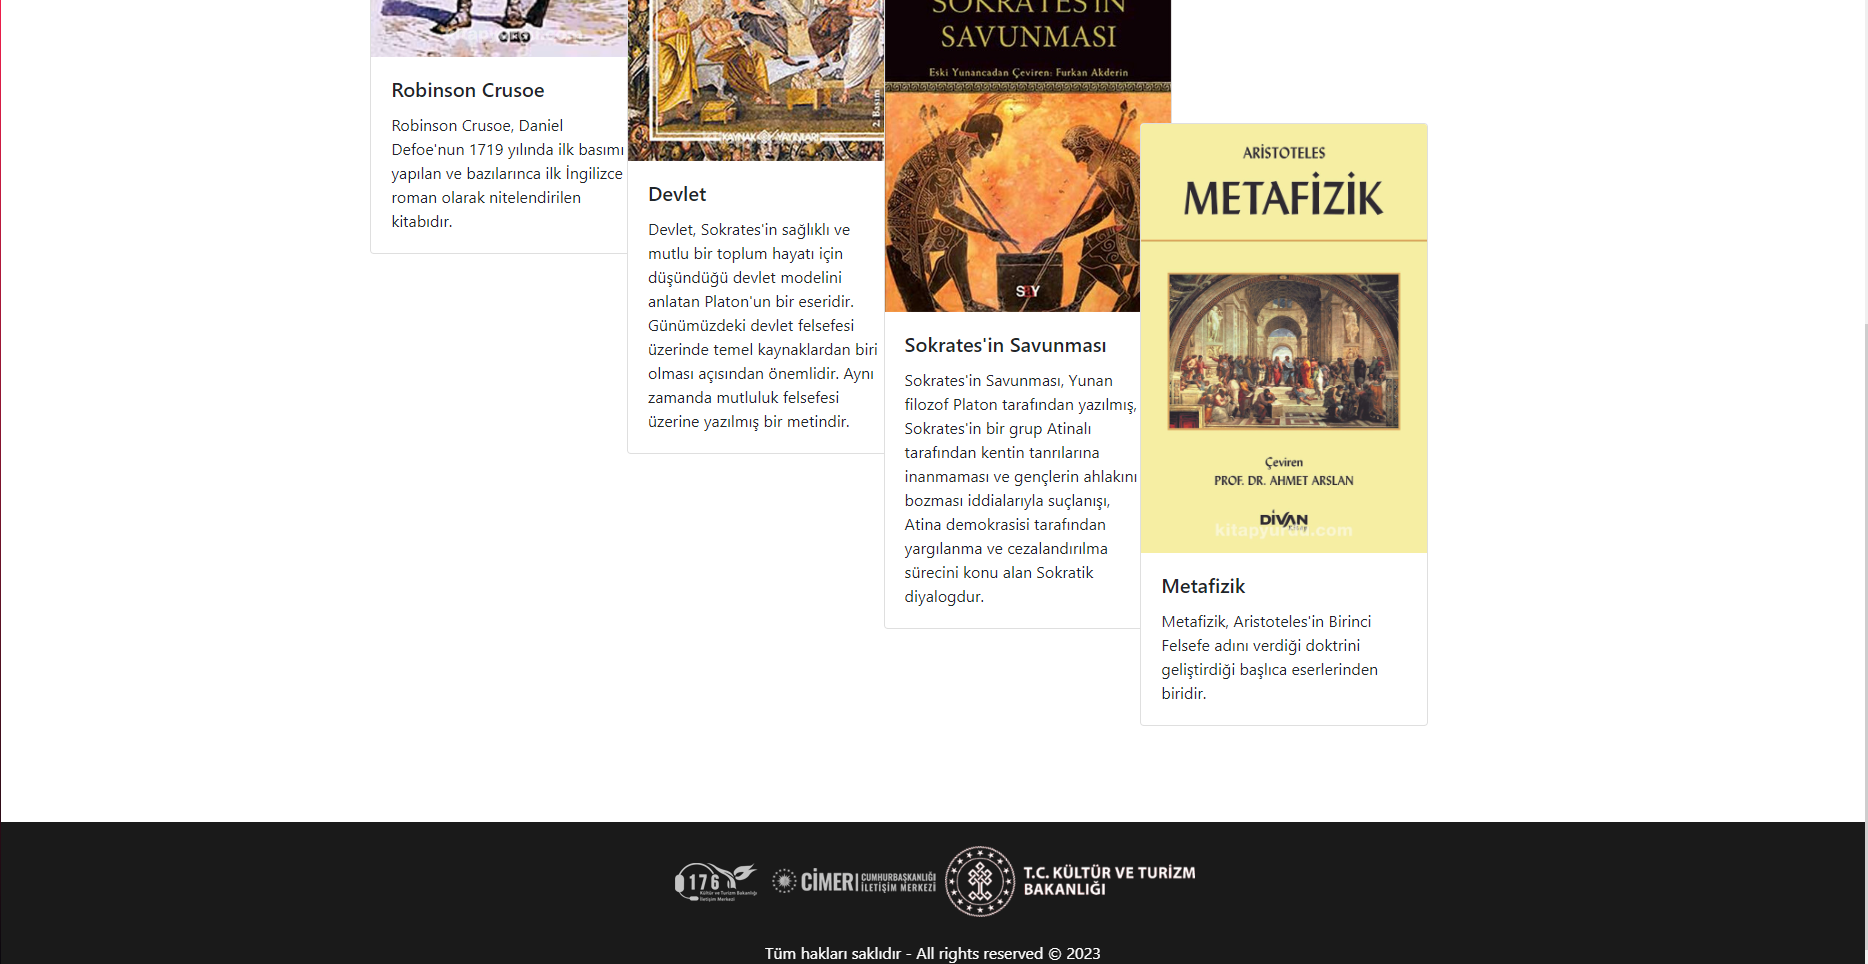 kitapyurdu.com
Robinson Crusoe
Robinson Crusoe, Daniel
Defoe'nun 1719 yılında ilk basımı
yapılan ve bazılarınca ilk İngilizce
roman olarak nitelendirilen
kitabıdır.
2. Basım
KAYNAK YAYINLARI
Devlet
Devlet, Sokrates'in sağlıklı ve
mutlu bir toplum hayatı için
düşündüğü devlet modelini
anlatan Platon'un bir eseridir.
Günümüzdeki devlet felsefesi
üzerinde temel kaynaklardan biri
olması açısından önemlidir. Aynı
zamanda mutluluk felsefesi
üzerine yazılmış bir metindir.
SOKRATES'İN
SAVUNMASI
Eski Yunancadan Çeviren: Furkan Akderin
SAY
Sokrates'in Savunması
Sokrates'in Savunması, Yunan
filozof Platon tarafından yazılmış,
Sokrates'in bir grup Atinalı
tarafından kentin tanrılarına
inanmaması ve gençlerin ahlakını
bozması iddialarıyla suçlanışı,
Atina demokrasisi tarafından
yargılanma ve cezalandırılma
sürecini konu alan Sokratik
diyalogdur.
ARİSTOTELES
METAFİZİK
Çeviren
PROF. DR. AHMET ARSLAN
DİVAN
Kitap
kitapyurdu.com
Metafizik
Metafizik, Aristoteles'in Birinci
Felsefe adını verdiği doktrini
geliştirdiği başlıca eserlerinden
biridir.
176
Kültür ve Turizm Bakanlığı
İletişim Merkezi
CİMER
CUMHURBAŞKANLIĞI
İLETİŞİM MERKEZİ
T.C. KÜLTÜR VE TURİZM
BAKANLIĞI
Tüm hakları saklıdır - All rights reserved © 2023